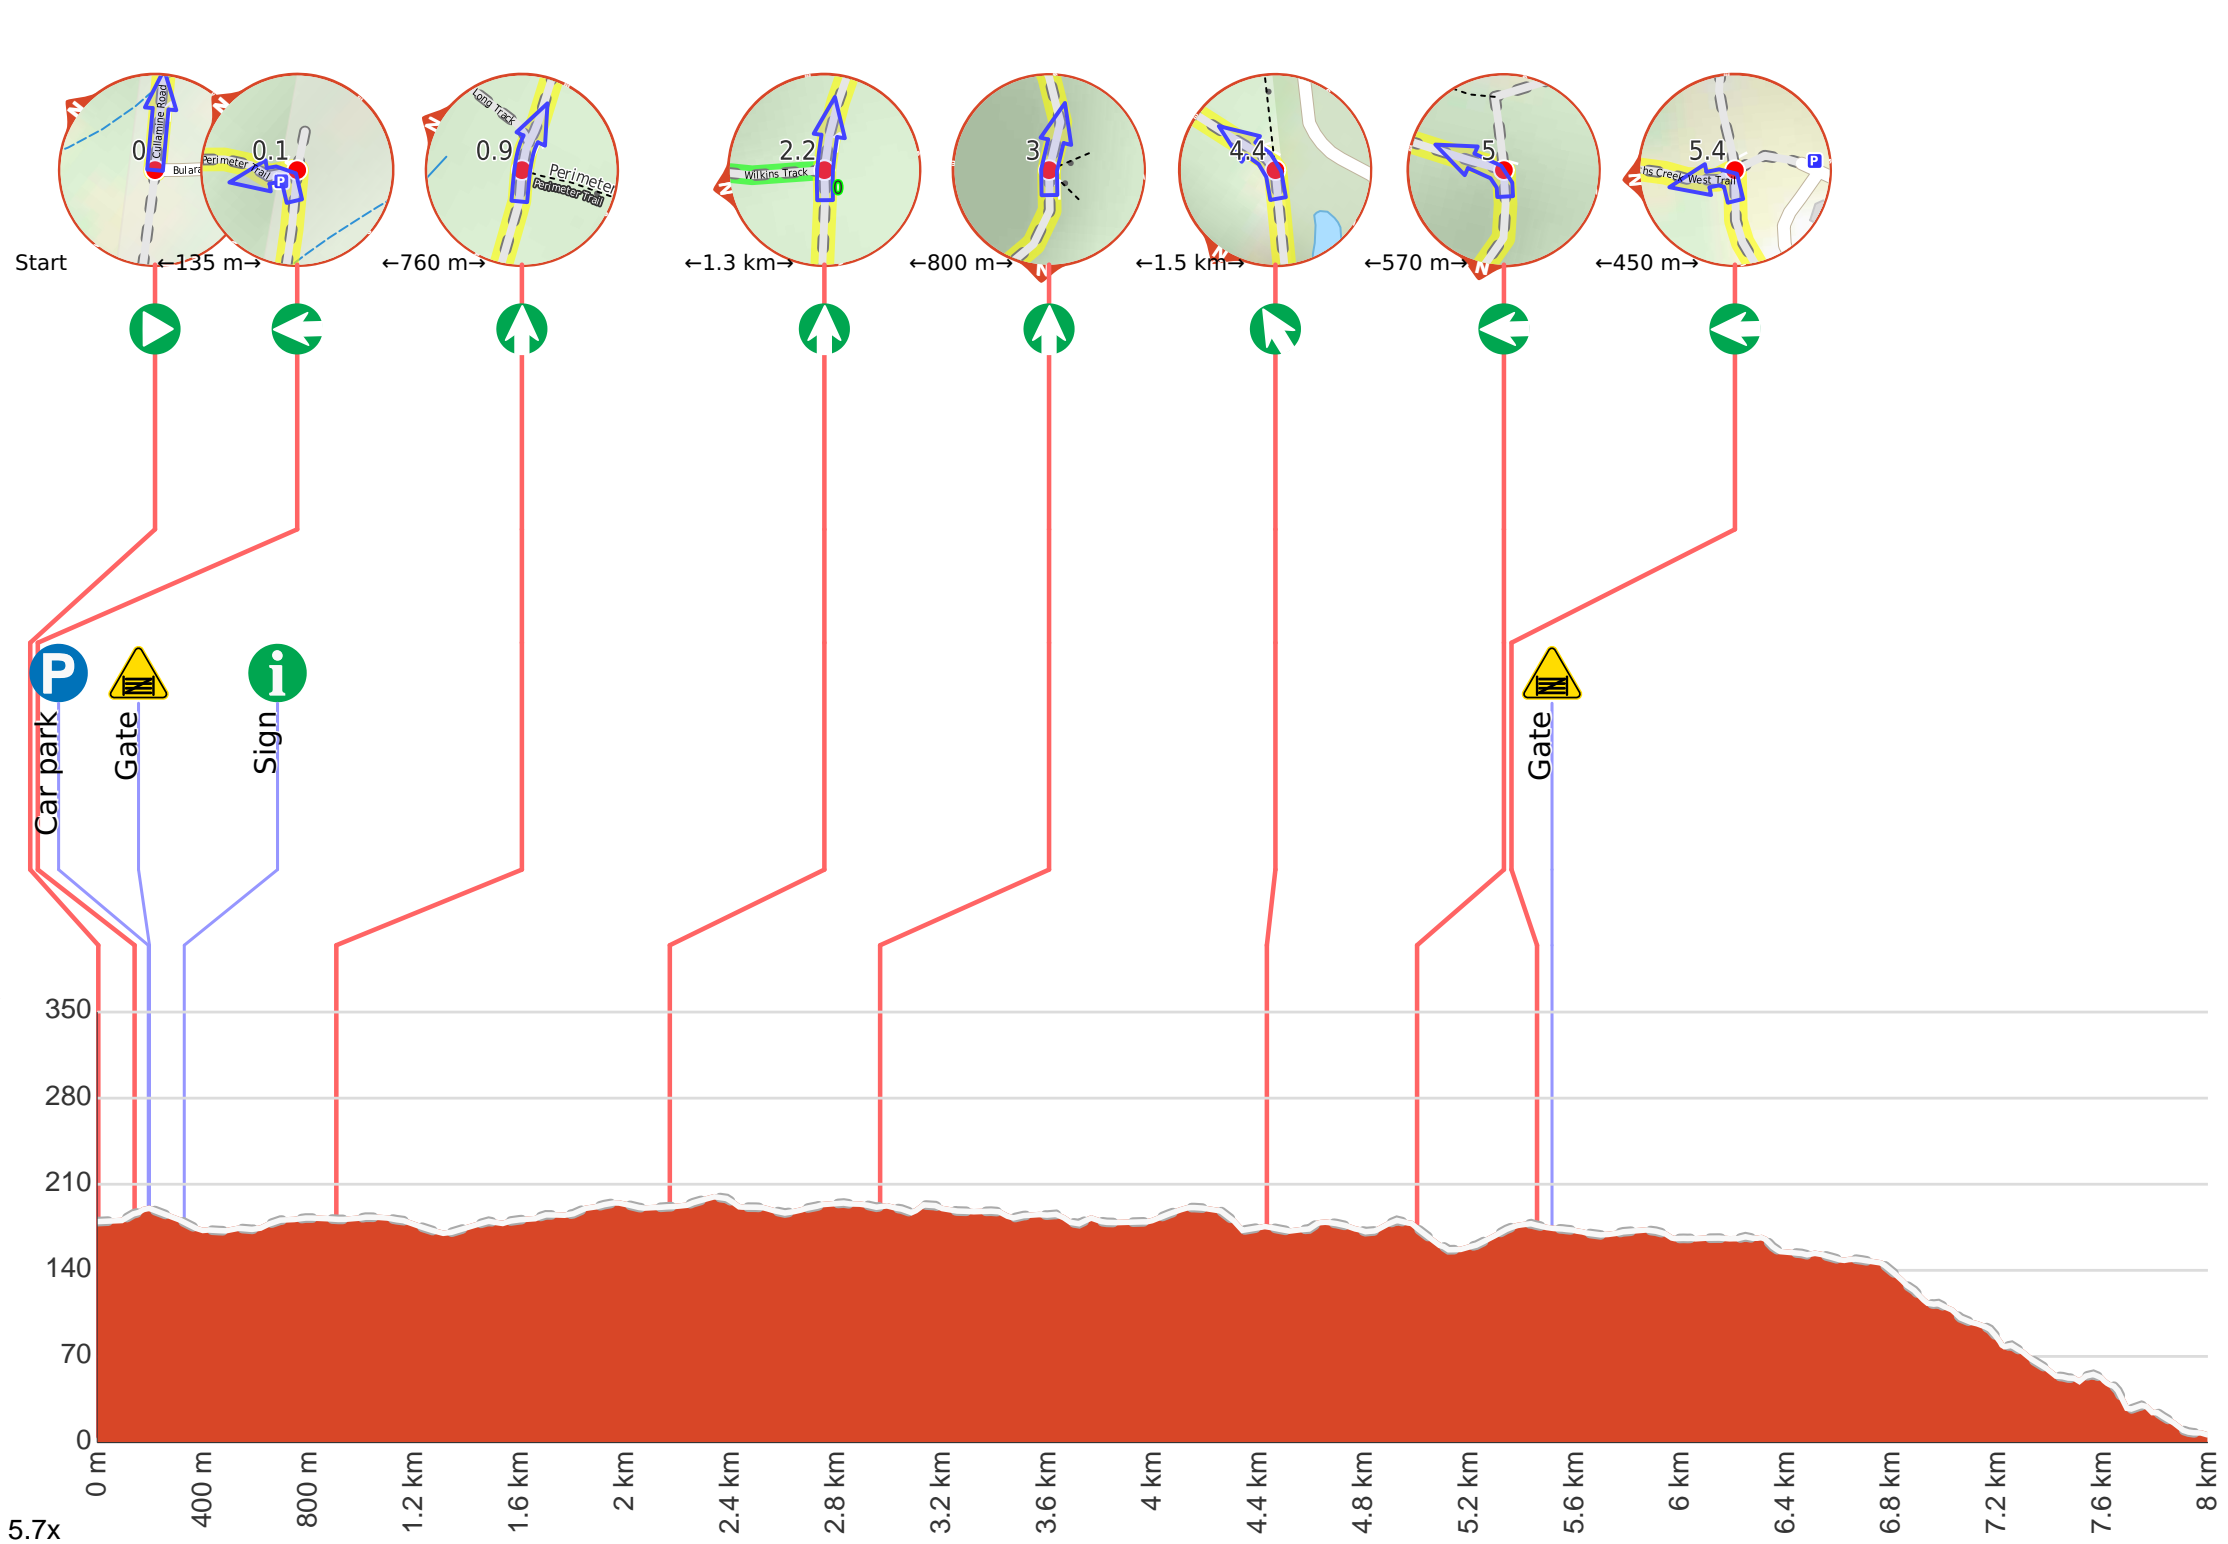 N
N
N
N
N
N
N
N
Cullamine Road
0
Bulara
Perimeter Trail
0.1
P
Long Track
0.9
Perimeter
Perimeter Trail
2.2
Wilkins Track
0
3
4.4
5
5.4
hs Creek West Trail
P
Start
←135 m→
←760 m→
←1.3 km→
←800 m→
←1.5 km→
←570 m→
←450 m→
P
i
Car park
Gate
Sign
Gate
350
280
210
140
70
0
0 m
400 m
800 m
1.2 km
1.6 km
2 km
2.4 km
2.8 km
3.2 km
3.6 km
4 km
4.4 km
4.8 km
5.2 km
5.6 km
6 km
6.4 km
6.8 km
7.2 km
7.6 km
8 km
5.7x